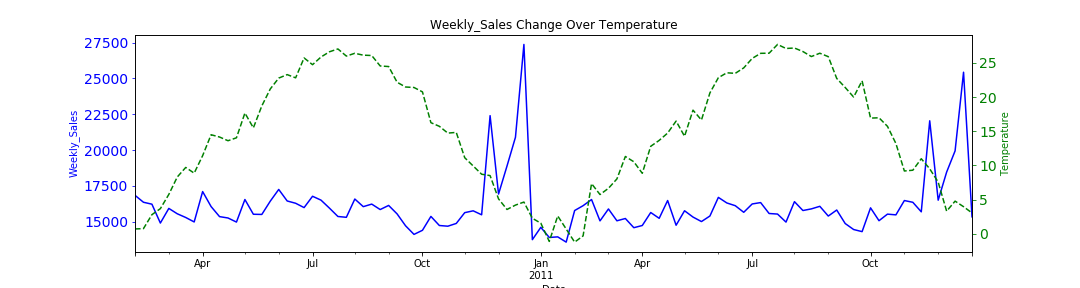 Weekly_Sales Change Over Temperature
27500
25000
22500
20000
17500
15000
Weekly_Sales
25
20
15
10
5
0
Temperature
Apr
Jul
Oct
Jan
2011
Apr
Jul
Oct